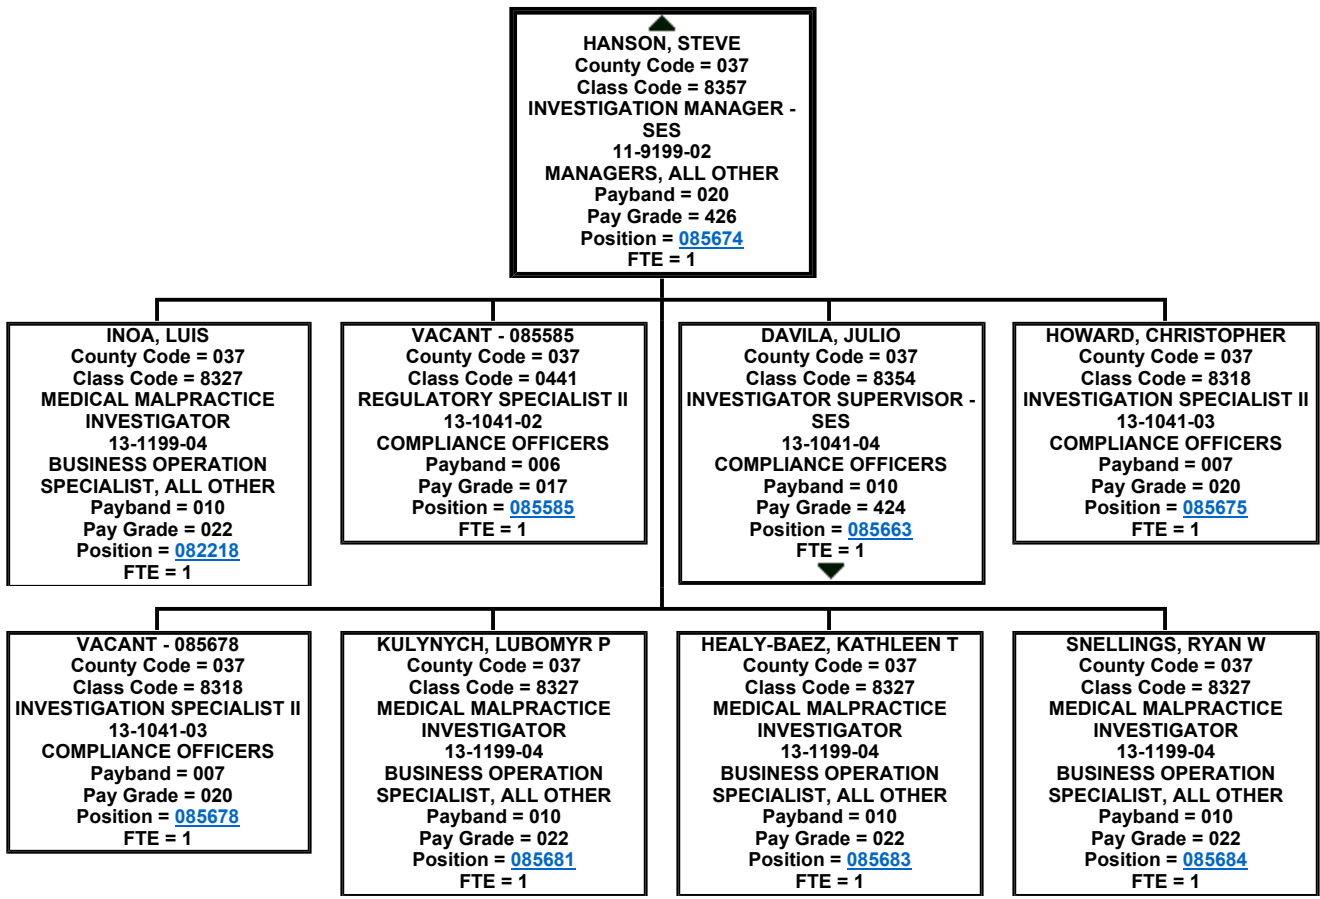 HANSON, STEVE
County Code = 037
Class Code = 8357
INVESTIGATION MANAGER -
SES
11-9199-02
MANAGERS, ALL OTHER
Payband = 020
Pay Grade = 426
Position = 085674
FTE = 1
INOA, LUIS
County Code = 037
Class Code = 8327
MEDICAL MALPRACTICE
INVESTIGATOR
13-1199-04
BUSINESS OPERATION
SPECIALIST, ALL OTHER
Payband = 010
Pay Grade = 022
Position = 082218
FTE = 1
VACANT - 085585
County Code = 037
Class Code = 0441
REGULATORY SPECIALIST II
13-1041-02
COMPLIANCE OFFICERS
Payband = 006
Pay Grade = 017
Position = 085585
FTE = 1
DAVILA, JULIO
County Code = 037
Class Code = 8354
INVESTIGATOR SUPERVISOR -
SES
13-1041-04
COMPLIANCE OFFICERS
Payband = 010
Pay Grade = 424
Position = 085663
FTE = 1
HOWARD, CHRISTOPHER
County Code = 037
Class Code = 8318
INVESTIGATION SPECIALIST II
13-1041-03
COMPLIANCE OFFICERS
Payband = 007
Pay Grade = 020
Position = 085675
FTE = 1
VACANT - 085678
County Code = 037
Class Code = 8318
INVESTIGATION SPECIALIST II
13-1041-03
COMPLIANCE OFFICERS
Payband = 007
Pay Grade = 020
Position = 085678
FTE = 1
KULYNYCH, LUBOMYR P
County Code = 037
Class Code = 8327
MEDICAL MALPRACTICE
INVESTIGATOR
13-1199-04
BUSINESS OPERATION
SPECIALIST, ALL OTHER
Payband = 010
Pay Grade = 022
Position = 085681
FTE = 1
HEALY-BAEZ, KATHLEEN T
County Code = 037
Class Code = 8327
MEDICAL MALPRACTICE
INVESTIGATOR
13-1199-04
BUSINESS OPERATION
SPECIALIST, ALL OTHER
Payband = 010
Pay Grade = 022
Position = 085683
FTE = 1
SNELLINGS, RYAN W
County Code = 037
Class Code = 8327
MEDICAL MALPRACTICE
INVESTIGATOR
13-1199-04
BUSINESS OPERATION
SPECIALIST, ALL OTHER
Payband = 010
Pay Grade = 022
Position = 085684
FTE = 1